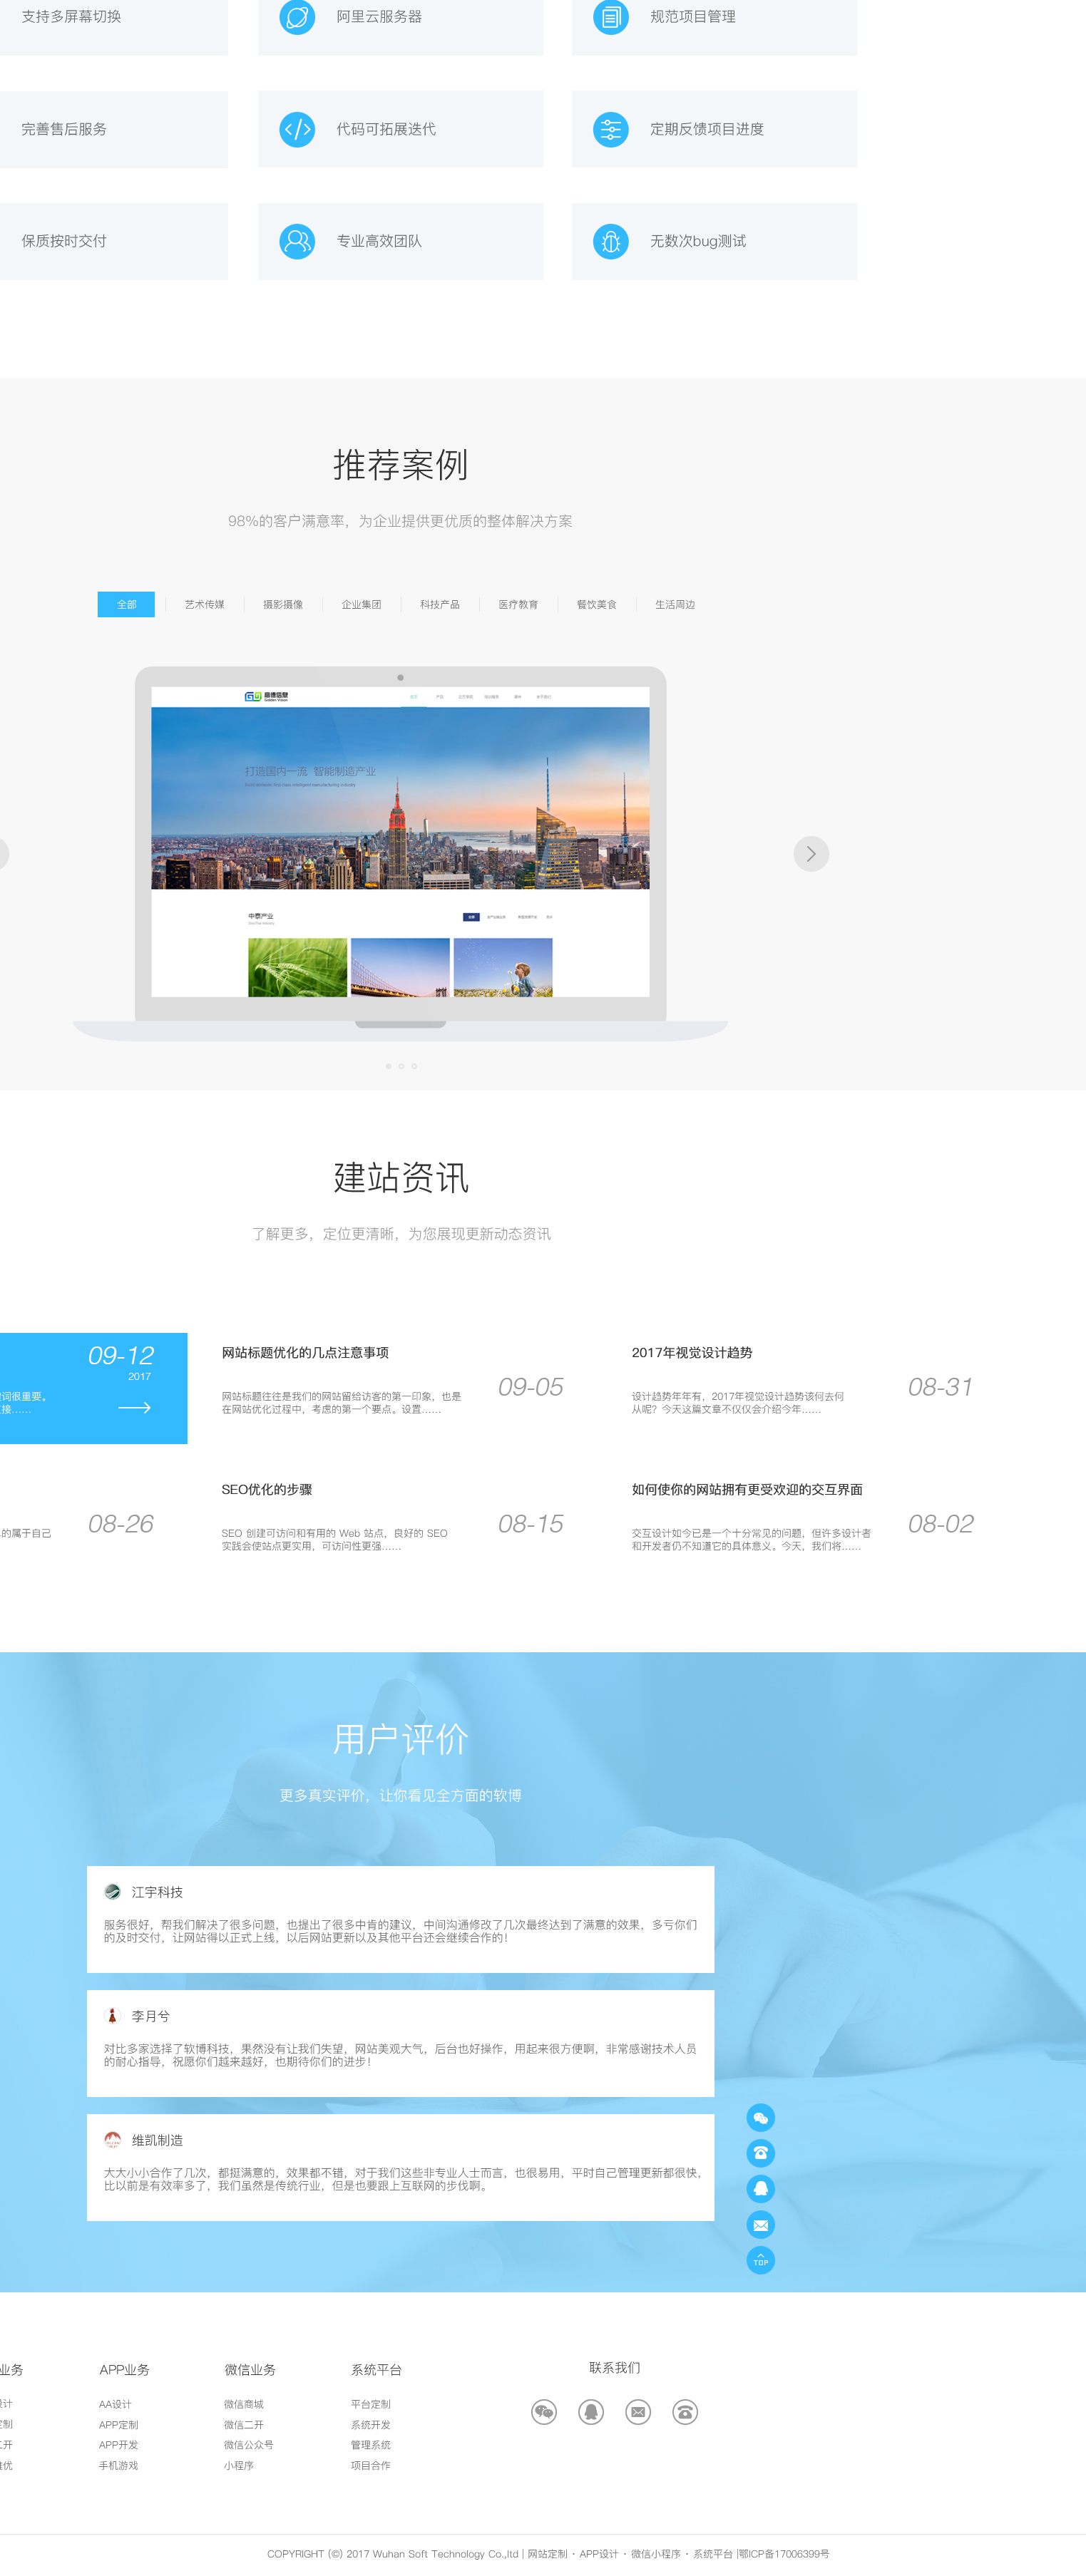 支持多屏幕切换
阿里云服务器
规范项目管理
完善售后服务
代码可拓展迭代
定期反馈项目进度
保质按时交付
专业高效团队
无数次bug测试
推荐案例
98%的客户满意率，为企业提供更优质的整体解决方案
全部 艺术传媒 摄影摄像 企业集团 科技产品 医疗教育 餐饮美食 生活周边
打造国内一流 智能制造产业
中泰产业
建站资讯
了解更多，定位更清晰，为您展现更新动态资讯
09-12
2017
词很重要。
接……
网站标题优化的几点注意事项
网站标题往往是我们的网站留给访客的第一印象，也是
在网站优化过程中，考虑的第一个要点。设置……
09-05
2017年视觉设计趋势
设计趋势年年有，2017年视觉设计趋势该何去何
从呢？今天这篇文章不仅仅会介绍今年……
08-31
的属于自己
08-26
SEO优化的步骤
SEO 创建可访问和有用的 Web 站点，良好的 SEO
实践会使站点更实用，可访问性更强……
08-15
如何使你的网站拥有更受欢迎的交互界面
交互设计如今已是一个十分常见的问题，但许多设计者
和开发者仍不知道它的具体意义。今天，我们将……
08-02
用户评价
更多真实评价，让你看见全方面的软博
江宇科技
服务很好，帮我们解决了很多问题，也提出了很多中肯的建议，中间沟通修改了几次最终达到了满意的效果，多亏你们
的及时交付，让网站得以正式上线，以后网站更新以及其他平台还会继续合作的！
李月兮
对比多家选择了软博科技，果然没有让我们失望，网站美观大气，后台也好操作，用起来很方便啊，非常感谢技术人员
的耐心指导，祝愿你们越来越好，也期待你们的进步！
维凯制造
大大小小合作了几次，都挺满意的，效果都不错，对于我们这些非专业人士而言，也很易用，平时自己管理更新都很快，
比以前是有效率多了，我们虽然是传统行业，但是也要跟上互联网的步伐啊。
TOP
业务
计
制
开
优
APP业务
AA设计
APP定制
APP开发
手机游戏
微信业务
微信商城
微信二开
微信公众号
小程序
系统平台
平台定制
系统开发
管理系统
项目合作
联系我们
COPYRIGHT (©) 2017 Wuhan Soft Technology Co.,ltd | 网站定制 · APP设计 · 微信小程序 · 系统平台 |鄂ICP备17006399号